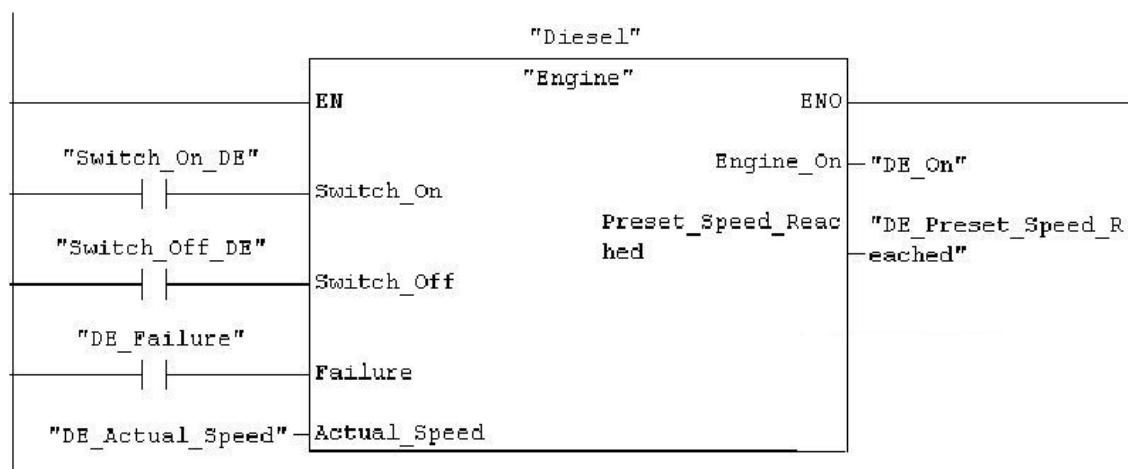 "Diesel"
"Engine"
EN
ENO
"Switch_On_DE"
Switch_On
Engine_On
"DE_On"
"Switch_Off_DE"
Switch_Off
Preset_Speed_Reac
hed
"DE_Preset_Speed_R
eached"
"DE_Failure"
Failure
"DE_Actual_Speed"
Actual_Speed